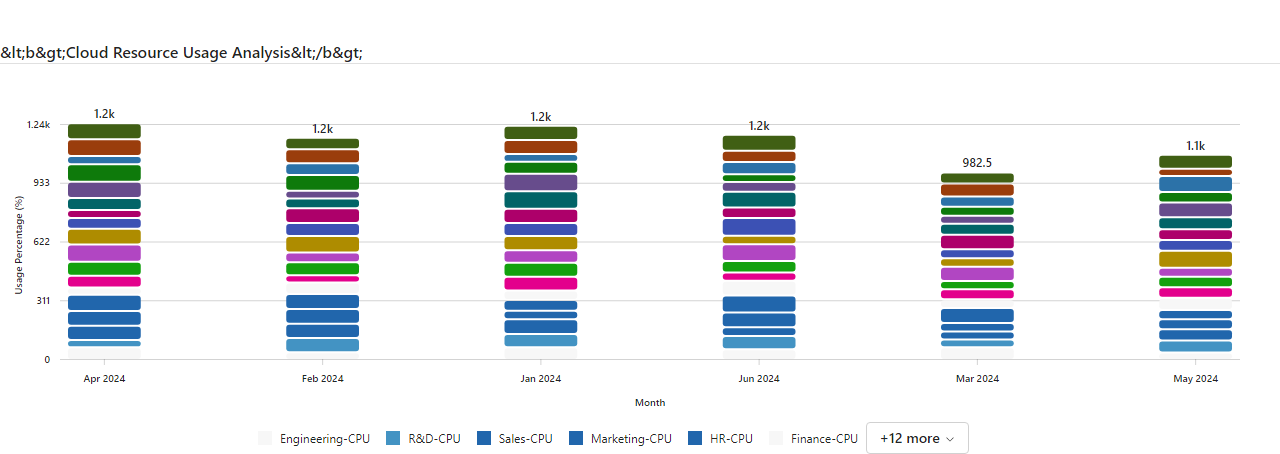 &lt;b&gt;Cloud Resource Usage Analysis&lt;/b&gt;
1.2k
1.2k
1.2k
1.2k
982.5
1.1k
1.24k
933
622
311
0
Usage Percentage (%)
Apr 2024
Feb 2024
Jan 2024
Jun 2024
Mar 2024
May 2024
Month
Engineering-CPU
R&D-CPU
Sales-CPU
Marketing-CPU
HR-CPU
Finance-CPU
+12 more